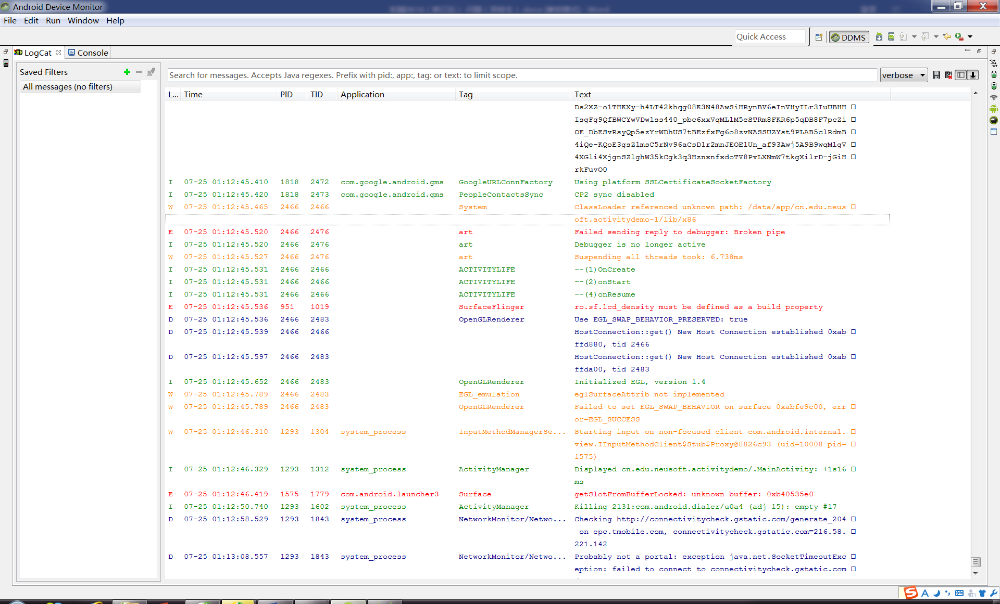 Android Device Monitor
File Edit Run Window Help
Quick Access
DDMS
LogCat
Console
Saved Filters
All messages (no filters)
Search for messages. Accepts Java regexes. Prefix with pid:, app:, tag: or text: to limit scope.
verbose
L... Time PID TID Application Tag Text
Ds2XZ-o1THKXy-h4LT42khqg08K3N48AwSiHRynBV6eInVHyILr3IuUBHH
IsgFg9QfBWCYwVDw1ss440_pbc6xxVqMLlM5eSTRm8FKR6p5qDB8F7pcZi
OE_DbESvRsyQp5ezYrWDhUS7tBEzfxFg6o8zvNASSUZYst9PLAB5clRdmB
4iQe-KQoE3gsZ1msC5rNv96aCsD1r2mnJEOE1Un_af93Awj5A9B9wqMlgV
4XGli4XjgnSZlghW35kCgk3q3HznxnfxdoTV8PvLXNmW7tkgXilrD-jGiH
rkFuvO0
I 07-25 01:12:45.410 1818 2472 com.google.android.gms GoogleURLConnFactory Using platform SSLCertificateSocketFactory
I 07-25 01:12:45.420 1818 2473 com.google.android.gms PeopleContactsSync CP2 sync disabled
W 07-25 01:12:45.465 2466 2466 System ClassLoader referenced unknown path: /data/app/cn.edu.neus
oft.activitydemo-1/lib/x86
E 07-25 01:12:45.520 2466 2476 art Failed sending reply to debugger: Broken pipe
I 07-25 01:12:45.520 2466 2476 art Debugger is no longer active
W 07-25 01:12:45.527 2466 2476 art Suspending all threads took: 6.738ms
I 07-25 01:12:45.531 2466 2466 ACTIVITYLIFE --(1)OnCreate
I 07-25 01:12:45.531 2466 2466 ACTIVITYLIFE --(2)onStart
I 07-25 01:12:45.531 2466 2466 ACTIVITYLIFE --(4)onResume
E 07-25 01:12:45.536 951 1019 SurfaceFlinger ro.sf.lcd_density must be defined as a build property
D 07-25 01:12:45.536 2466 2483 OpenGLRenderer Use EGL_SWAP_BEHAVIOR_PRESERVED: true
D 07-25 01:12:45.539 2466 2466 HostConnection::get() New Host Connection established 0xab
ffd880, tid 2466
D 07-25 01:12:45.597 2466 2483 HostConnection::get() New Host Connection established 0xab
ffda00, tid 2483
I 07-25 01:12:45.652 2466 2483 OpenGLRenderer Initialized EGL, version 1.4
W 07-25 01:12:45.789 2466 2483 EGL_emulation eglSurfaceAttrib not implemented
W 07-25 01:12:45.789 2466 2483 OpenGLRenderer Failed to set EGL_SWAP_BEHAVIOR on surface 0xabfe9c00, err
or=EGL_SUCCESS
W 07-25 01:12:46.310 1293 1304 system_process InputMethodManagerSe... Starting input on non-focused client com.android.internal.
view.IInputMethodClient$Stub$Proxy@8826c93 (uid=10008 pid=
1575)
I 07-25 01:12:46.329 1293 1312 system_process ActivityManager Displayed cn.edu.neusoft.activitydemo/.MainActivity: +1s16
ms
E 07-25 01:12:46.419 1575 1779 com.android.launcher3 Surface getSlotFromBufferLocked: unknown buffer: 0xb40535e0
I 07-25 01:12:50.740 1293 1602 system_process ActivityManager Killing 2131:com.android.dialer/u0a4 (adj 15): empty #17
D 07-25 01:12:58.529 1293 1843 system_process NetworkMonitor/Netwo... Checking http://connectivitycheck.gstatic.com/generate_204
on epc.tmobile.com, connectivitycheck.gstatic.com=216.58.
221.142
D 07-25 01:13:08.557 1293 1843 system_process NetworkMonitor/Netwo... Probably not a portal: exception java.net.SocketTimeoutExc
eption: failed to connect to connectivitycheck.gstatic.com